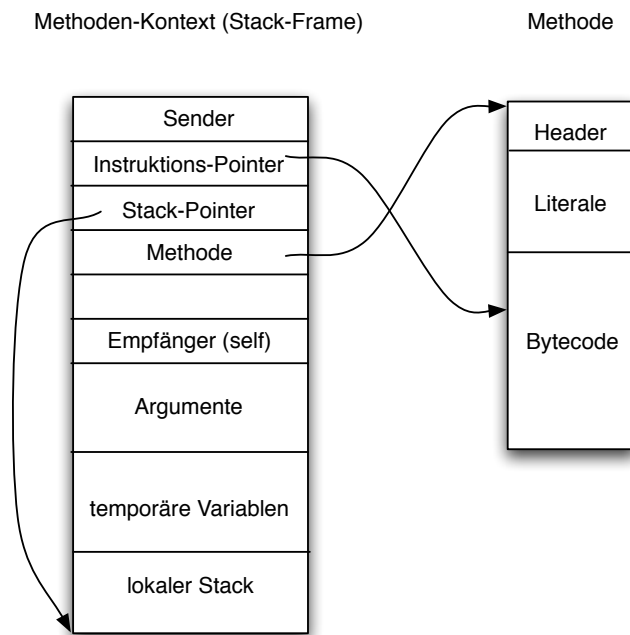 Methoden-Kontext (Stack-Frame)
Methode
Sender
Instruktions-Pointer
Stack-Pointer
Methode
Empfänger (self)
Argumente
temporäre Variablen
lokaler Stack
Header
Literale
Bytecode